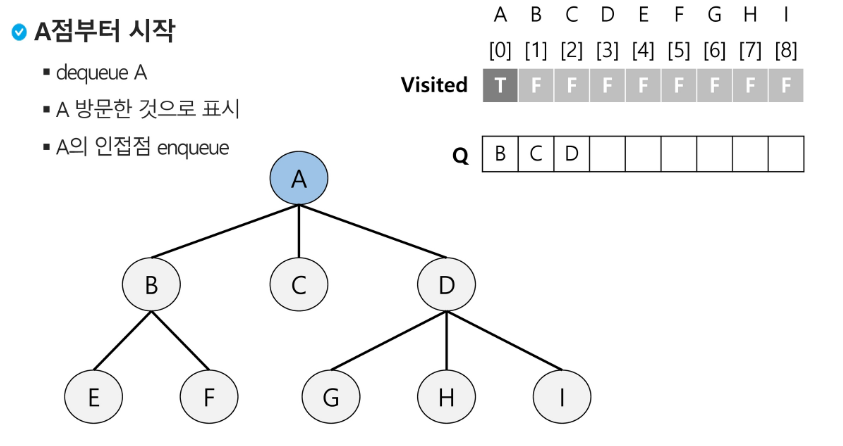 A점부터 시작
▪ dequeue A
▪ A 방문한 것으로 표시
▪ A의 인접점 enqueue
A B C D E F G H I
[0] [1] [2] [3] [4] [5] [6] [7] [8]
Visited T F F F F F F F F
Q B C D
A
B C D
E F G H I